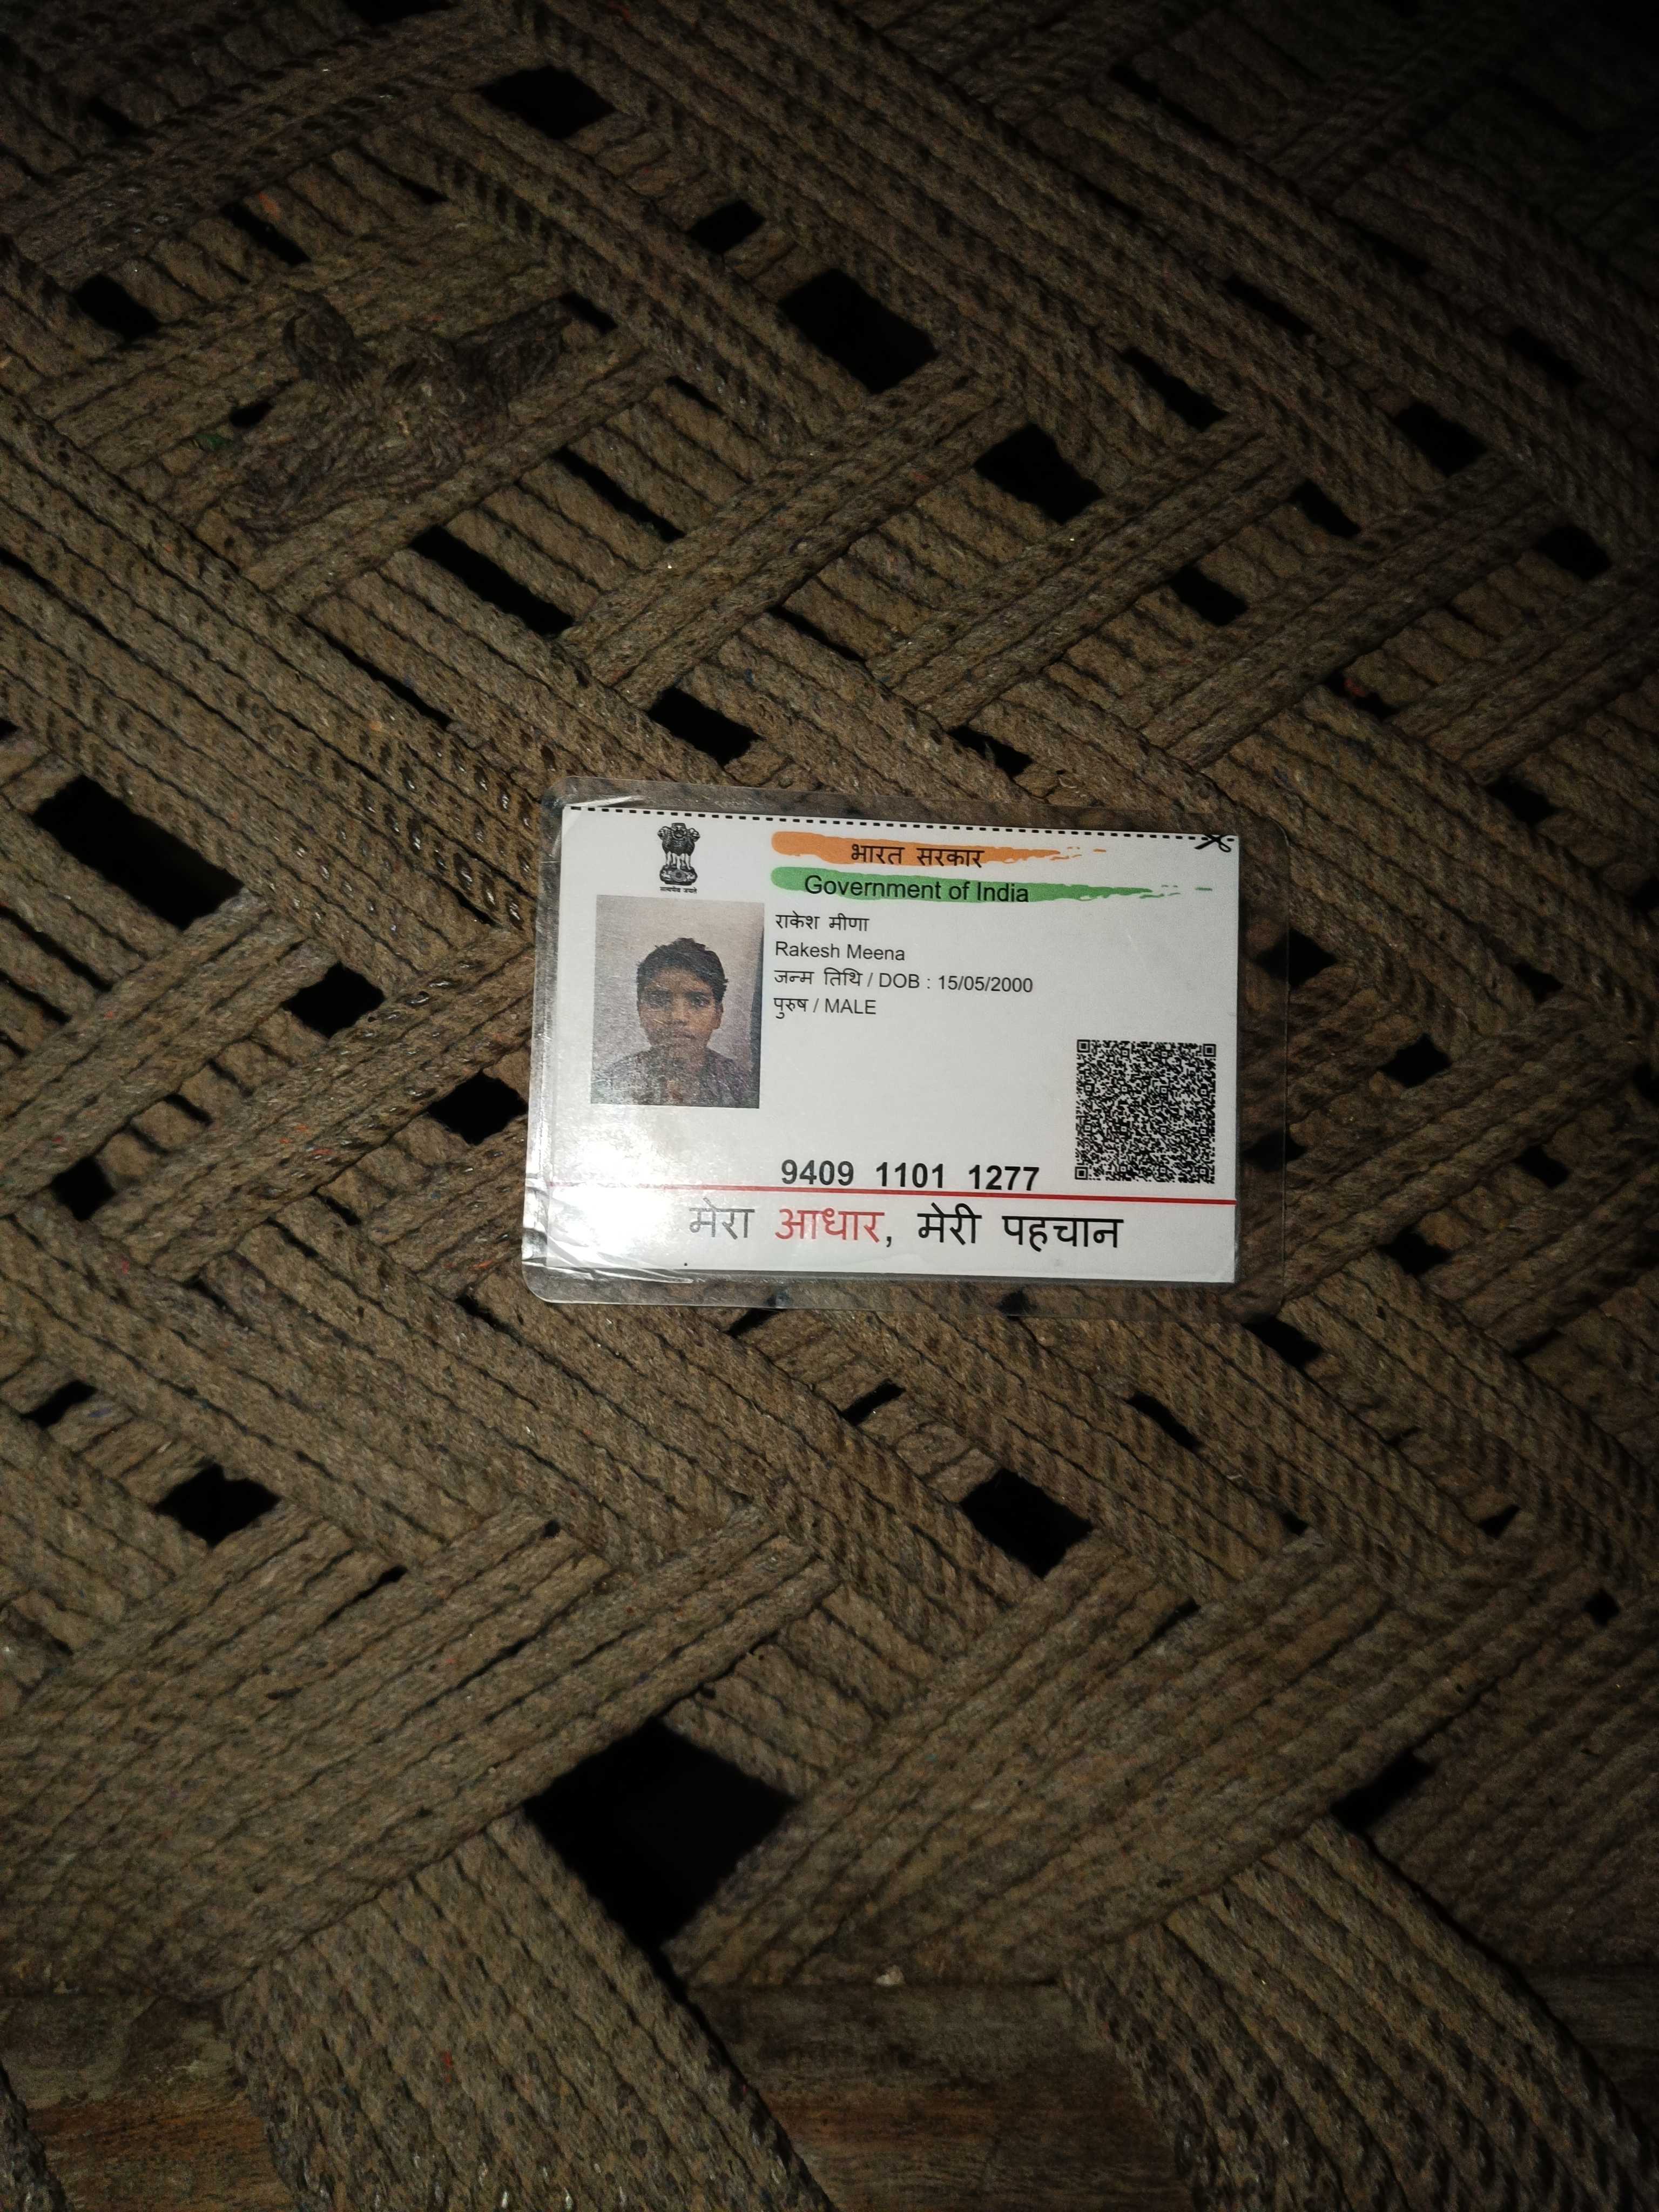 सत्यमेव जयते
भारत सरकार
Government of India
राकेश मीणा
Rakesh Meena
जन्म तिथि / DOB : 15/05/2000
पुरुष / MALE
9409 1101 1277
मेरा आधार, मेरी पहचान